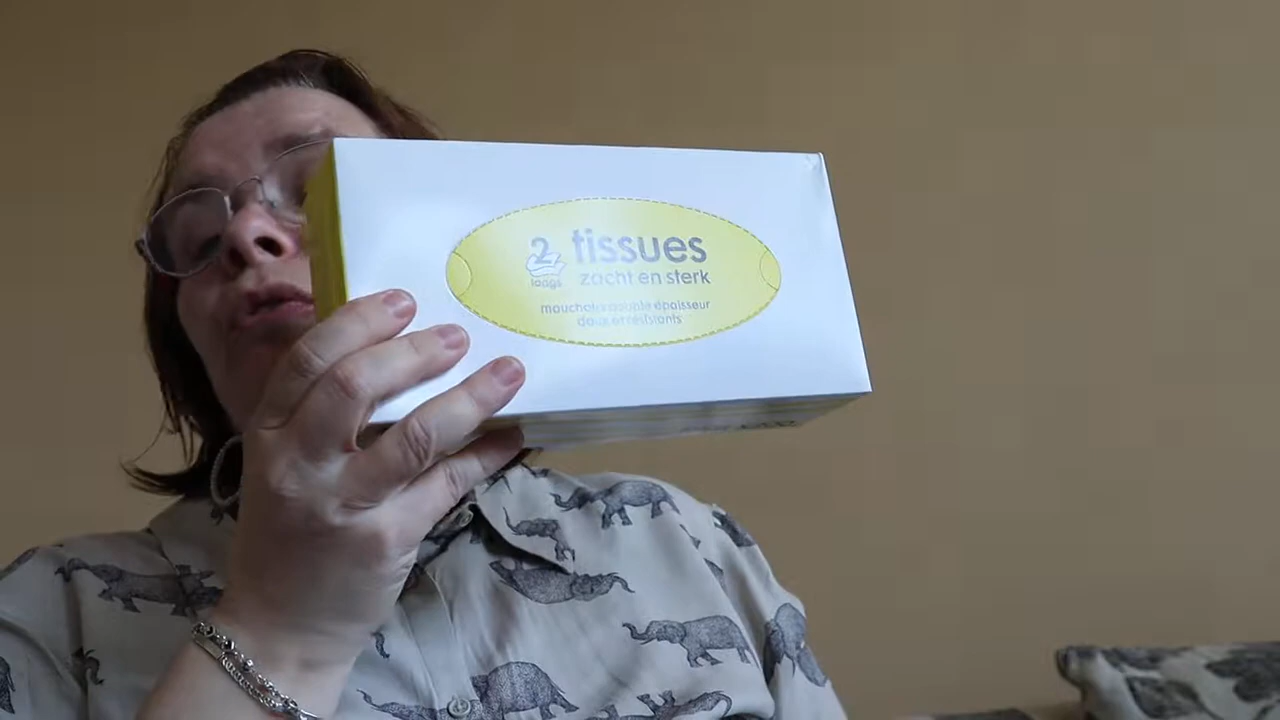 2 tissues
laags zacht en sterk
mouchoirs double épaisseur
doux et résistants